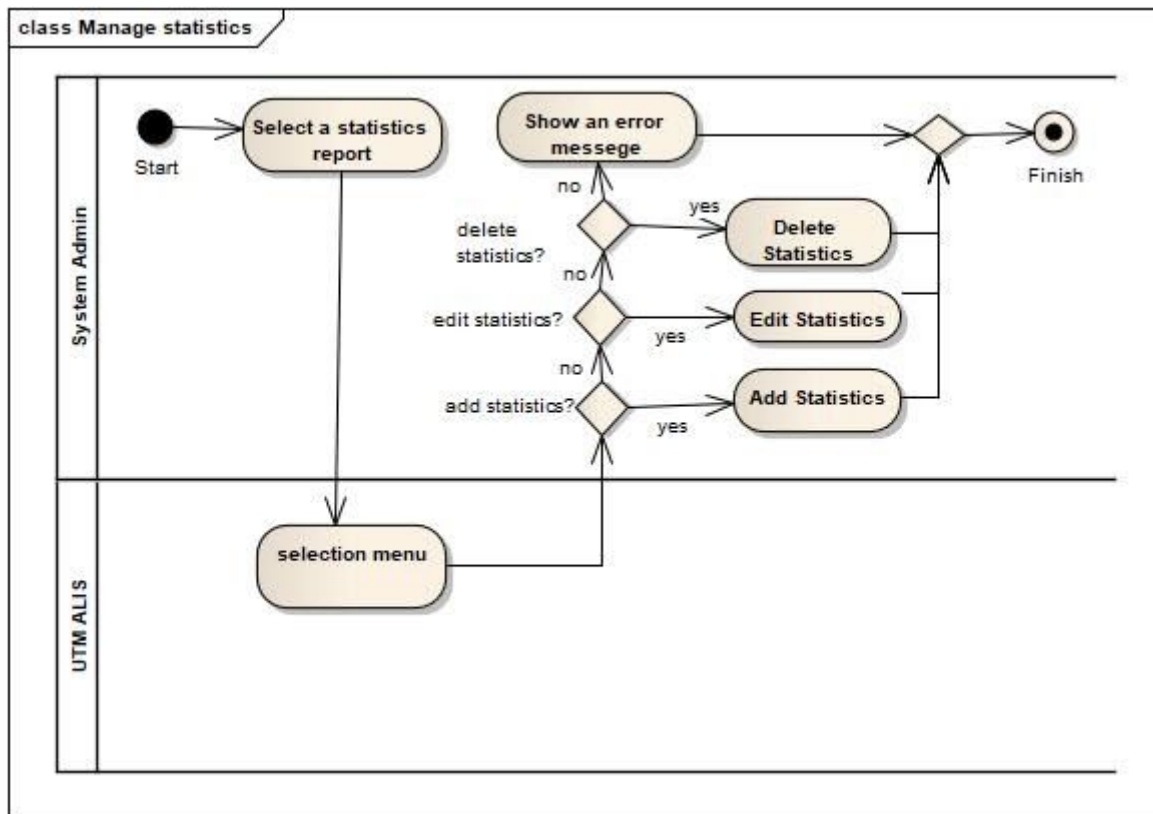 class Manage statistics
System Admin
Start
Select a statistics
report
Show an error
messege
Finish
no
delete
statistics?
yes
Delete
Statistics
no
edit statistics?
yes
Edit Statistics
no
add statistics?
yes
Add Statistics
UTM ALIS
selection menu